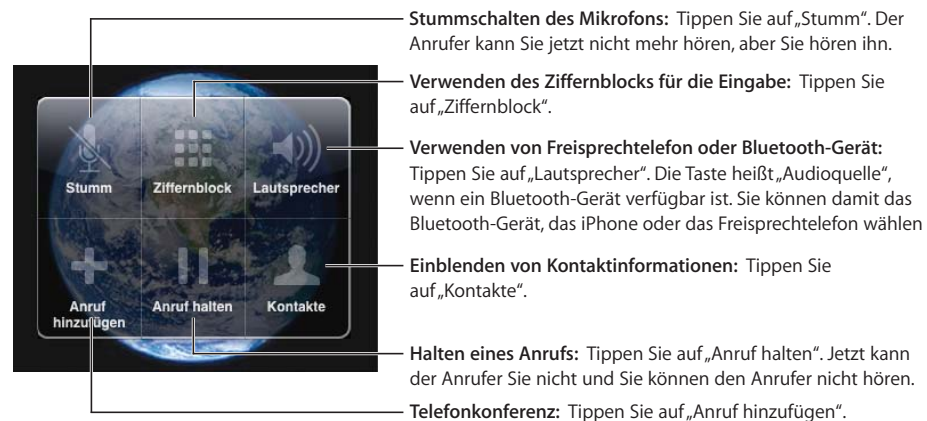 Stummschalten des Mikrofons: Tippen Sie auf „Stumm“. Der
Anrufer kann Sie jetzt nicht mehr hören, aber Sie hören ihn.
Verwenden des Ziffernblocks für die Eingabe: Tippen Sie
auf „Ziffernblock“.
Verwenden von Freisprechtelefon oder Bluetooth-Gerät:
Tippen Sie auf „Lautsprecher“. Die Taste heißt „Audioquelle“,
wenn ein Bluetooth-Gerät verfügbar ist. Sie können damit das
Bluetooth-Gerät, das iPhone oder das Freisprechtelefon wählen
Einblenden von Kontaktinformationen: Tippen Sie
auf „Kontakte“.
Halten eines Anrufs: Tippen Sie auf „Anruf halten“. Jetzt kann
der Anrufer Sie nicht und Sie können den Anrufer nicht hören.
Telefonkonferenz: Tippen Sie auf „Anruf hinzufügen“.
Stumm
Ziffernblock
Lautsprecher
Anruf
hinzufügen
Anruf halten
Kontakte